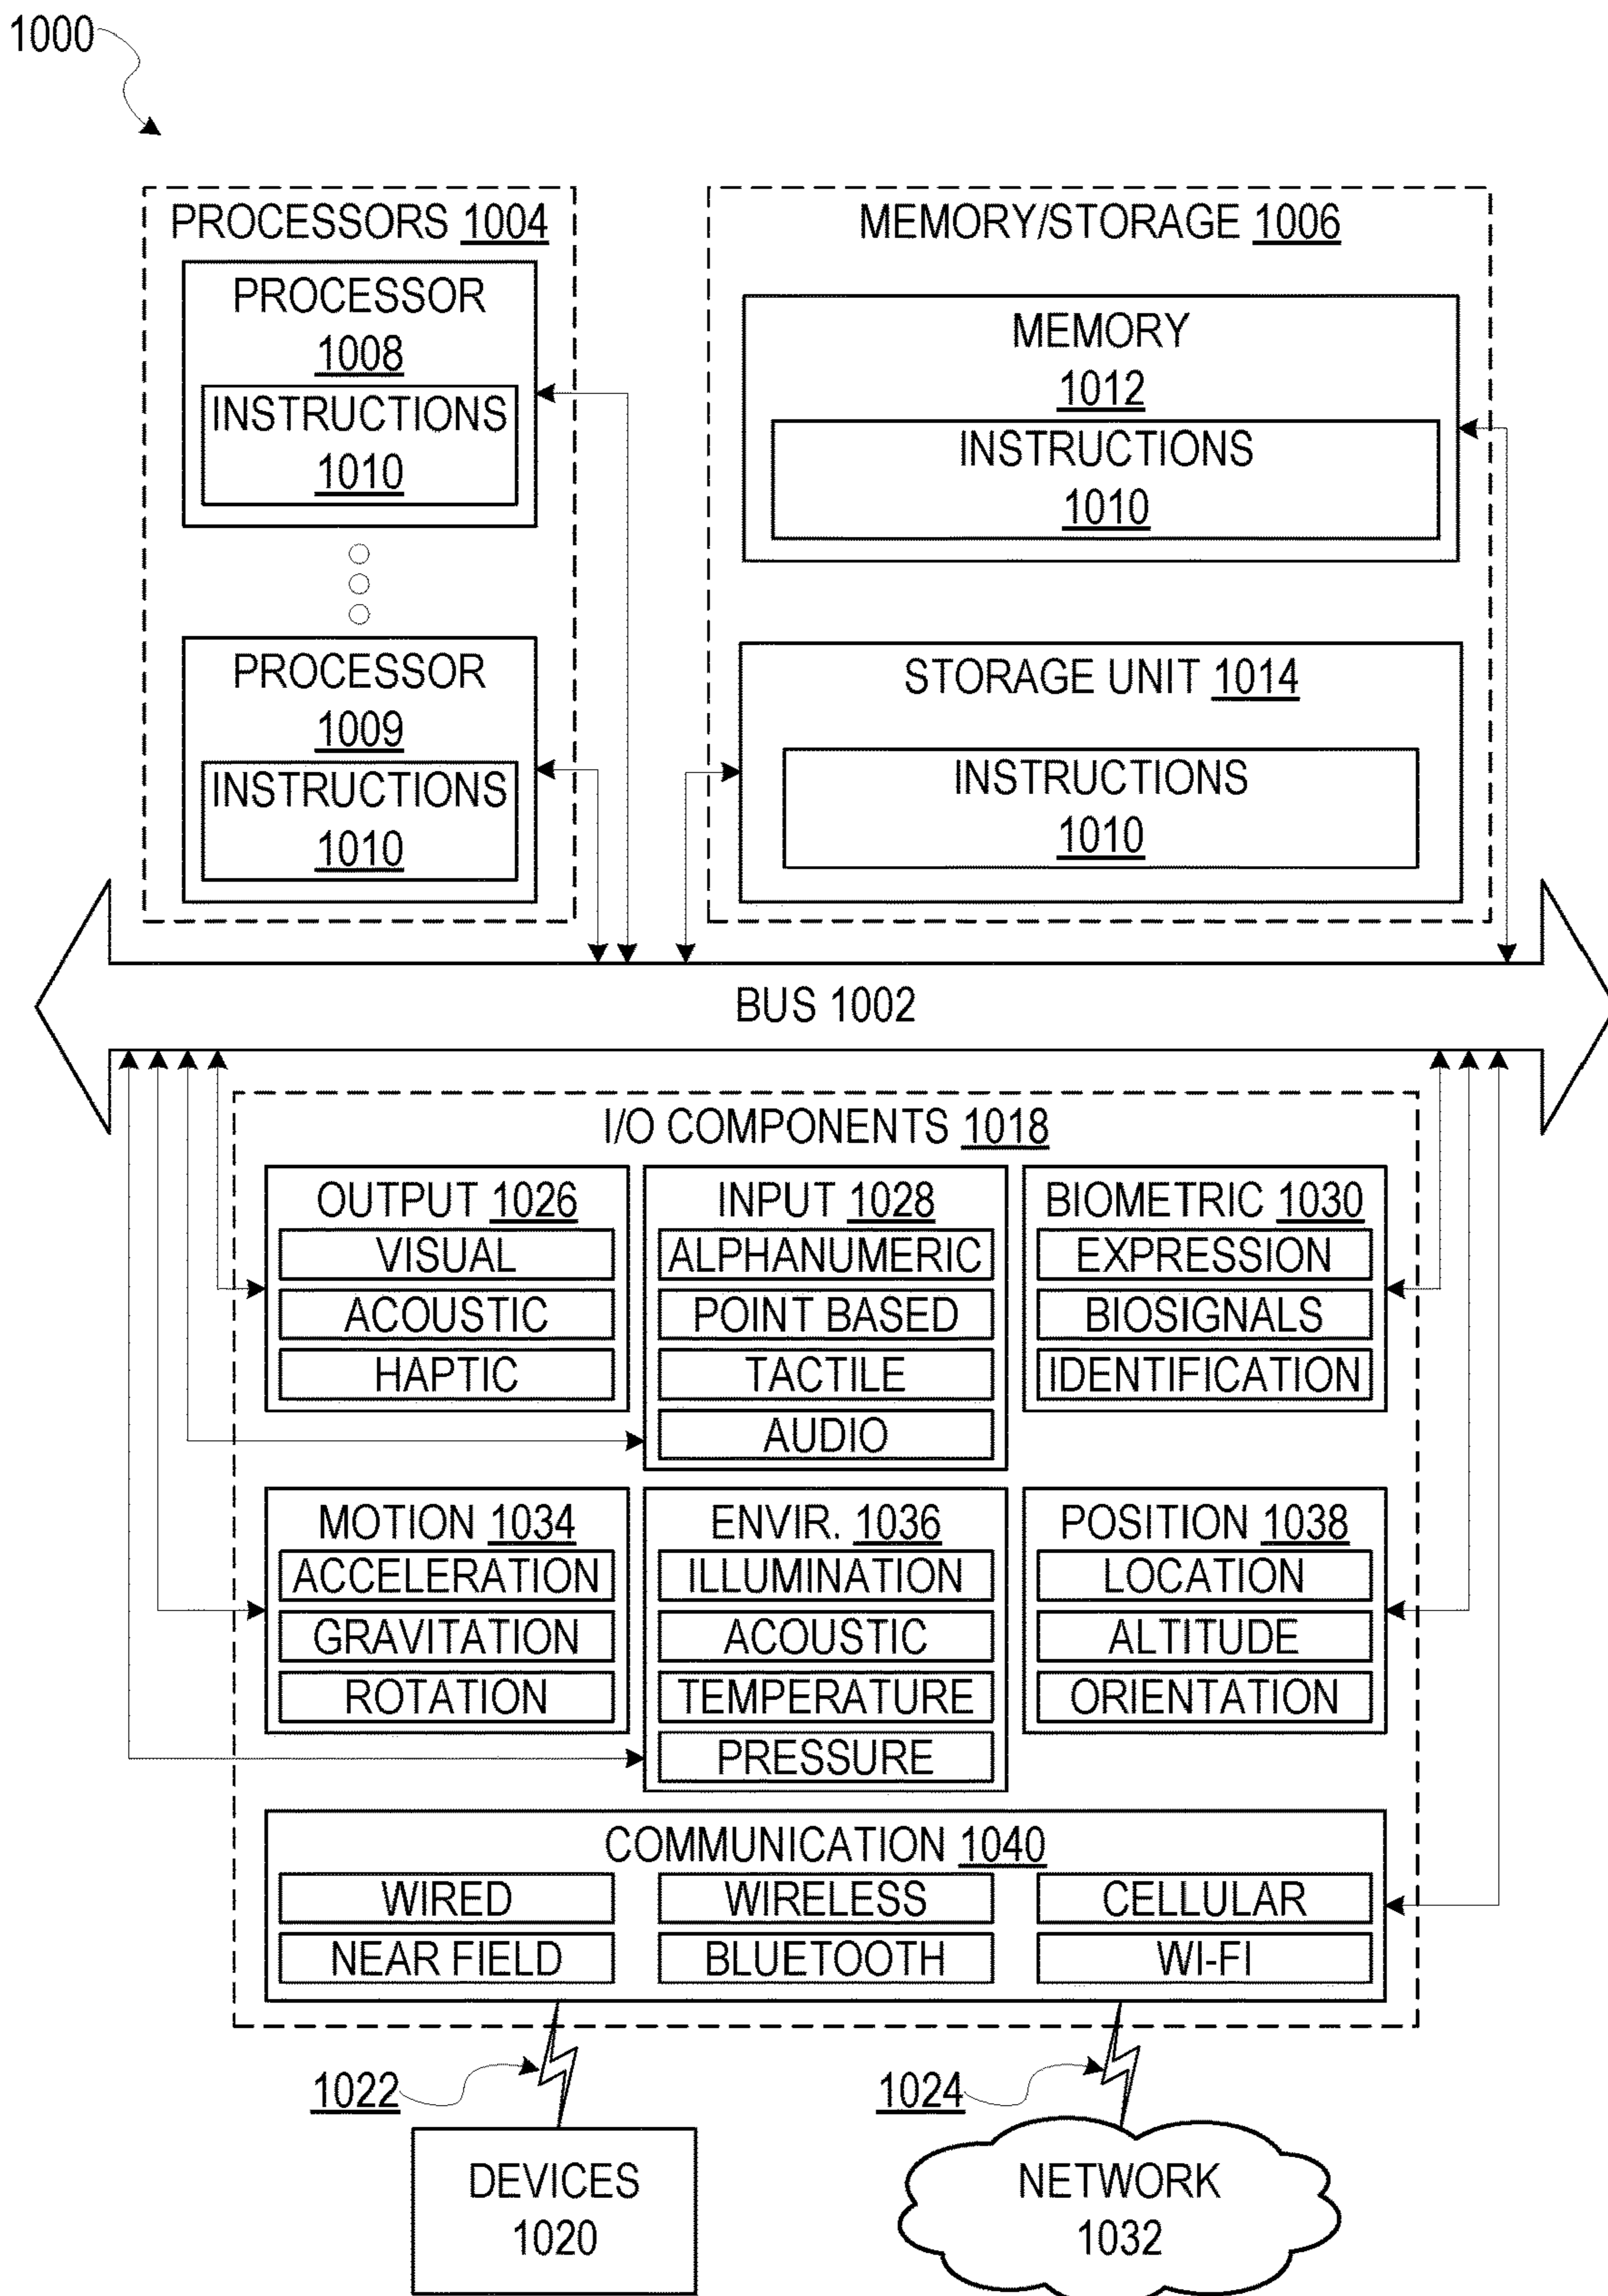 1000
PROCESSORS 1004
PROCESSOR
1008
INSTRUCTIONS
1010
PROCESSOR
1009
INSTRUCTIONS
1010
MEMORY/STORAGE 1006
MEMORY
1012
INSTRUCTIONS
1010
STORAGE UNIT 1014
INSTRUCTIONS
1010
BUS 1002
I/O COMPONENTS 1018
OUTPUT 1026
VISUAL
ACOUSTIC
HAPTIC
INPUT 1028
ALPHANUMERIC
POINT BASED
TACTILE
AUDIO
BIOMETRIC 1030
EXPRESSION
BIOSIGNALS
IDENTIFICATION
MOTION 1034
ACCELERATION
GRAVITATION
ROTATION
ENVIR. 1036
ILLUMINATION
ACOUSTIC
TEMPERATURE
PRESSURE
POSITION 1038
LOCATION
ALTITUDE
ORIENTATION
COMMUNICATION 1040
WIRED
WIRELESS
CELLULAR
NEAR FIELD
BLUETOOTH
WI-FI
1022
1024
DEVICES
1020
NETWORK
1032